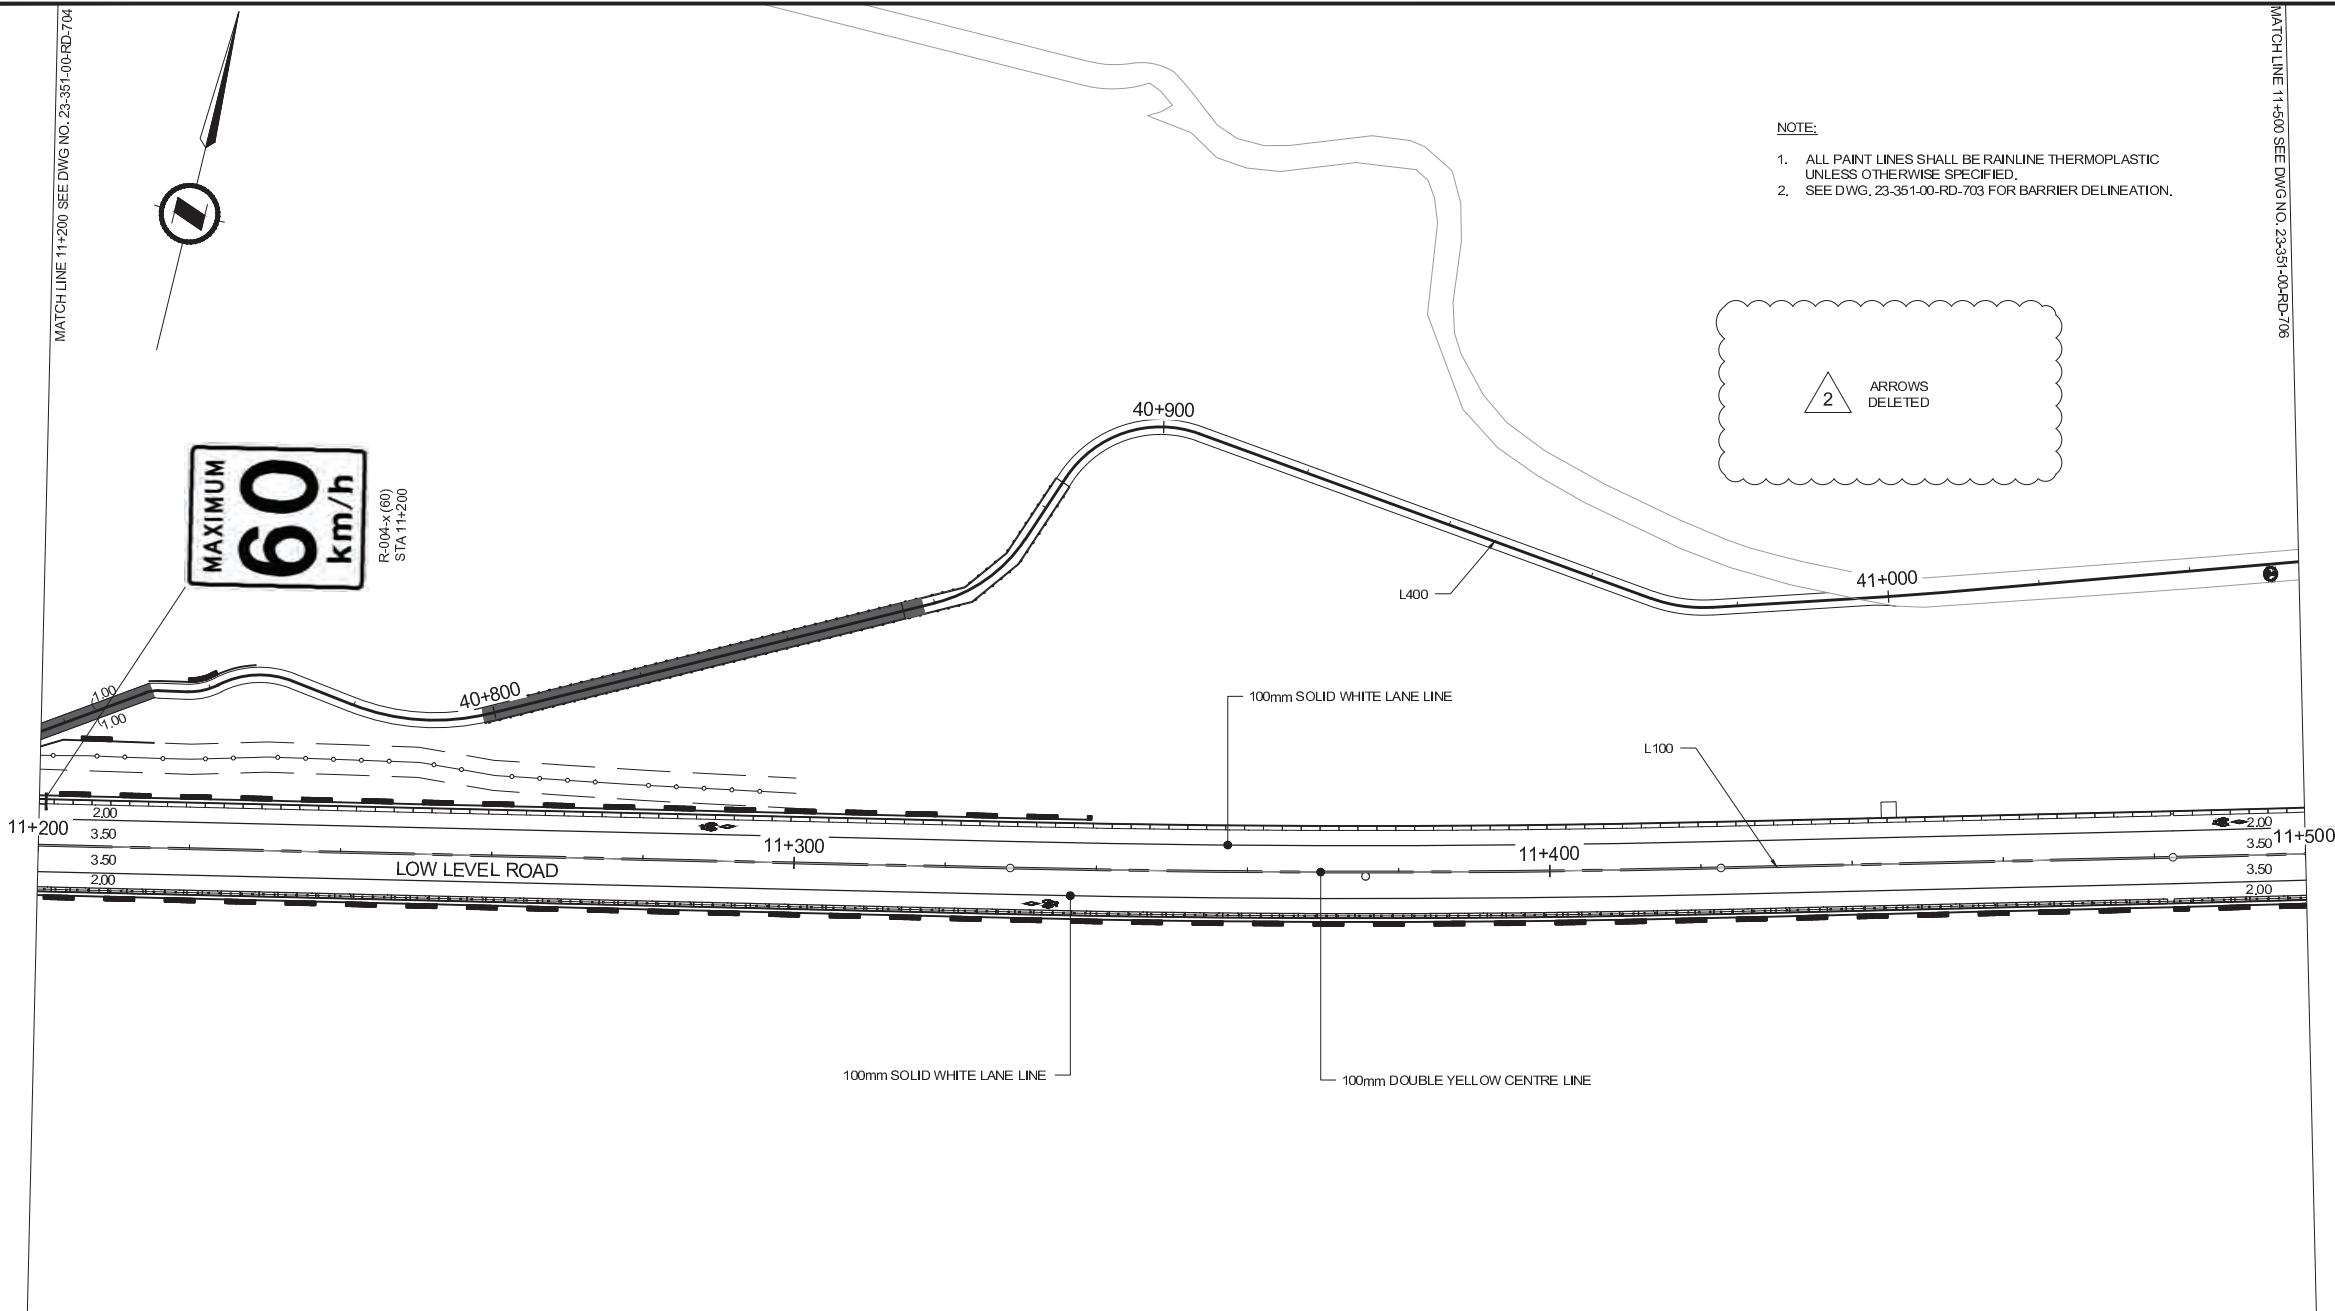 MATCH LINE 11+200 SEE DWG NO. 23-351-00-RD-704
MATCH LINE 11+500 SEE DWG NO. 23-351-00-RD-706
NOTE:
1. ALL PAINT LINES SHALL BE RAINLINE THERMOPLASTIC
UNLESS OTHERWISE SPECIFIED.
2. SEE DWG. 23-351-00-RD-703 FOR BARRIER DELINEATION.
2
ARROWS
DELETED
MAXIMUM
60
km/h
R-004-x (60)
STA 11+200
40+900
41+000
L400
40+800
1.00
1.00
100mm SOLID WHITE LANE LINE
L100
11+200
2.00
3.50
3.50
2.00
LOW LEVEL ROAD
11+300
11+400
2.00
3.50
3.50
2.00
11+500
100mm SOLID WHITE LANE LINE
100mm DOUBLE YELLOW CENTRE LINE